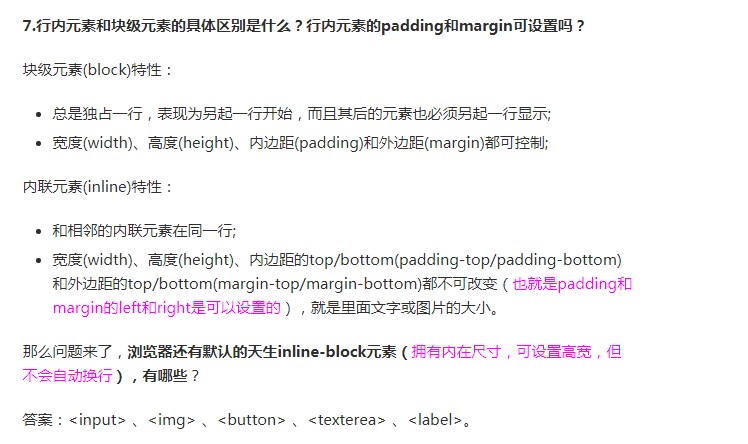 7.行内元素和块级元素的具体区别是什么？行内元素的padding和margin可设置吗？
块级元素(block)特性：
总是独占一行，表现为另起一行开始，而且其后的元素也必须另起一行显示;
宽度(width)、高度(height)、内边距(padding)和外边距(margin)都可控制;
内联元素(inline)特性：
和相邻的内联元素在同一行;
宽度(width)、高度(height)、内边距的top/bottom(padding-top/padding-bottom)
和外边距的top/bottom(margin-top/margin-bottom)都不可改变（也就是padding和
margin的left和right是可以设置的），就是里面文字或图片的大小。
那么问题来了，浏览器还有默认的天生inline-block元素（拥有内在尺寸，可设置高宽，但
不会自动换行），有哪些？
答案：<input> 、<img> 、<button> 、<texterea> 、<label>。